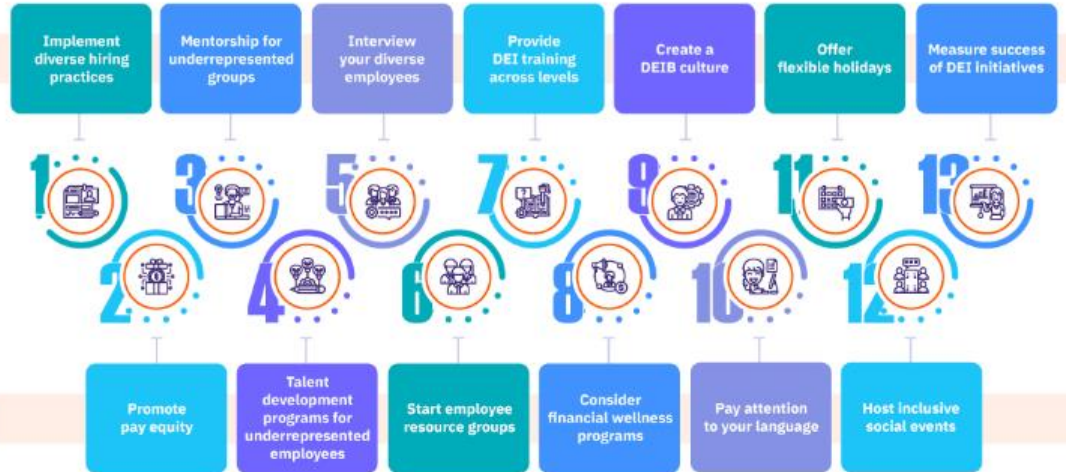 Implement
diverse hiring
practices
Mentorship for
underrepresented
groups
Interview
your diverse
employees
Provide
DEI training
across levels
Create a
DEIB culture
Offer
flexible holidays
Measure success
of DEI initiatives
1
3
5
7
9
11
13
2
4
6
8
10
12
Promote
pay equity
Talent
development
programs for
underrepresented
employees
Start employee
resource groups
Consider
financial wellness
programs
Pay attention
to your language
Host inclusive
social events